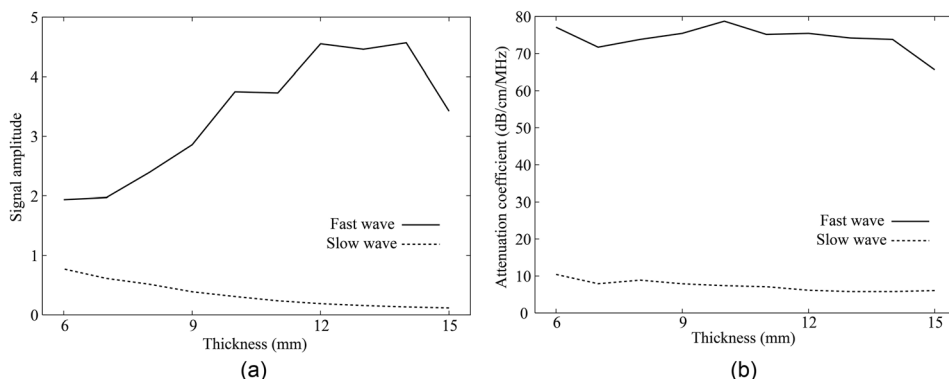 5
4
3
2
1
0
Signal amplitude
Fast wave
Slow wave
6 9 12 15
Thickness (mm)
(a)
80
70
60
50
40
30
20
10
0
Attenuation coefficient (dB/cm/MHz)
Fast wave
Slow wave
6 9 12 15
Thickness (mm)
(b)